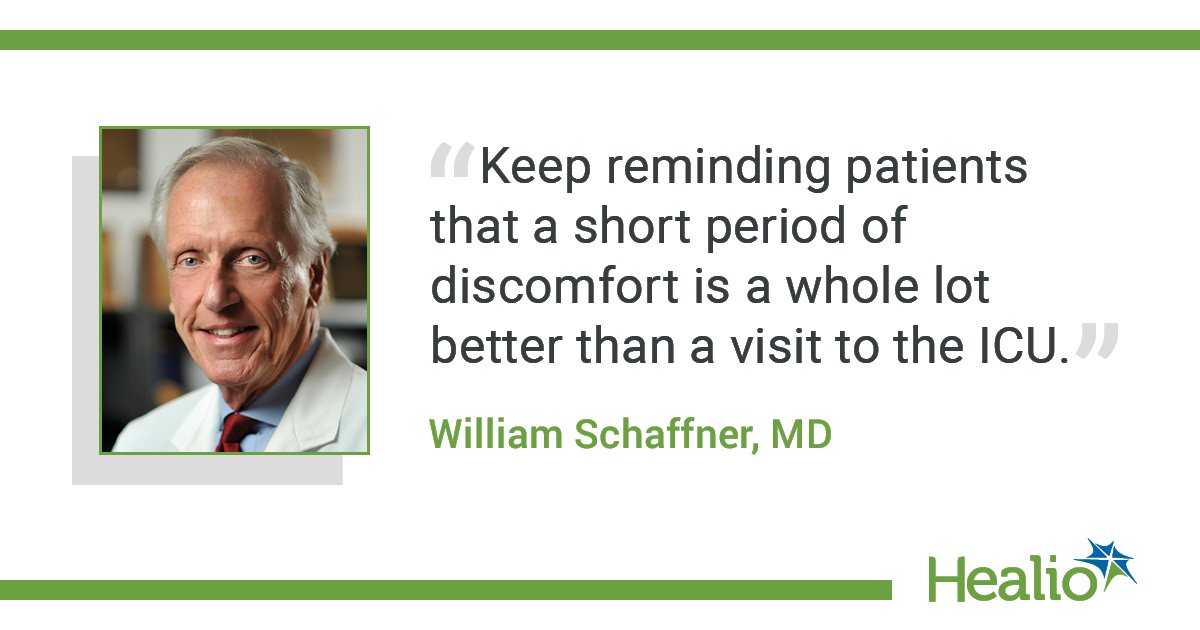 “Keep reminding patients
that a short period of
discomfort is a whole lot
better than a visit to the ICU.”
William Schaffner, MD
Healio